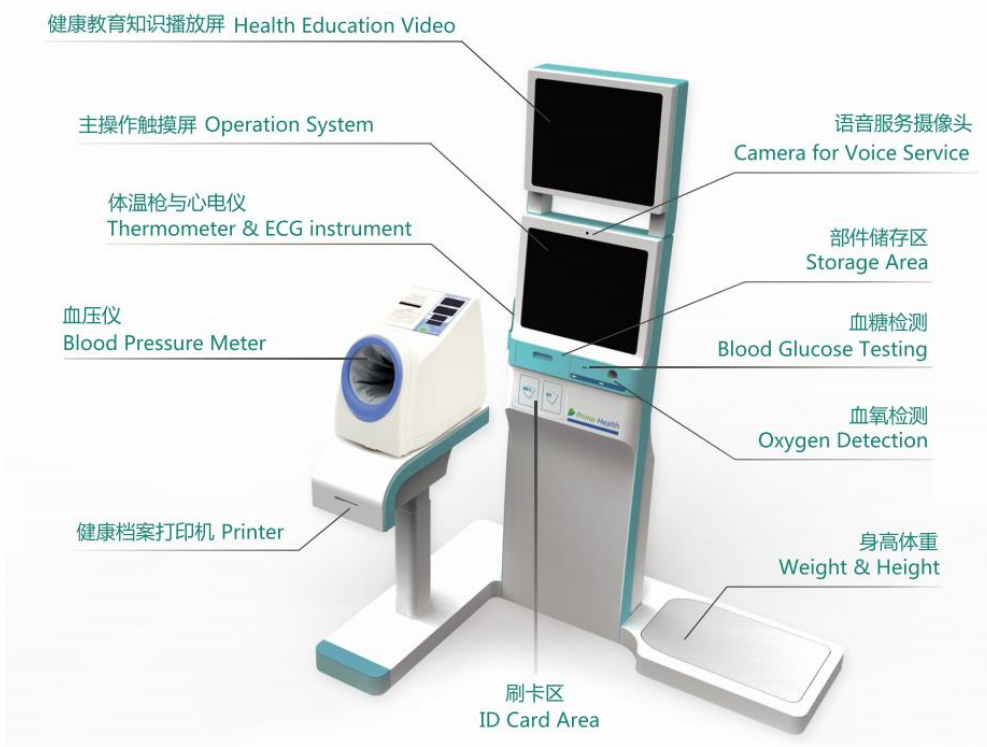 健康教育知识播放屏 Health Education Video
主操作触摸屏 Operation System
语音服务摄像头
Camera for Voice Service
体温枪与心电仪
Thermometer & ECG instrument
部件储存区
Storage Area
血压仪
Blood Pressure Meter
血糖检测
Blood Glucose Testing
血氧检测
Oxygen Detection
Prime Health
健康档案打印机 Printer
身高体重
Weight & Height
刷卡区
ID Card Area